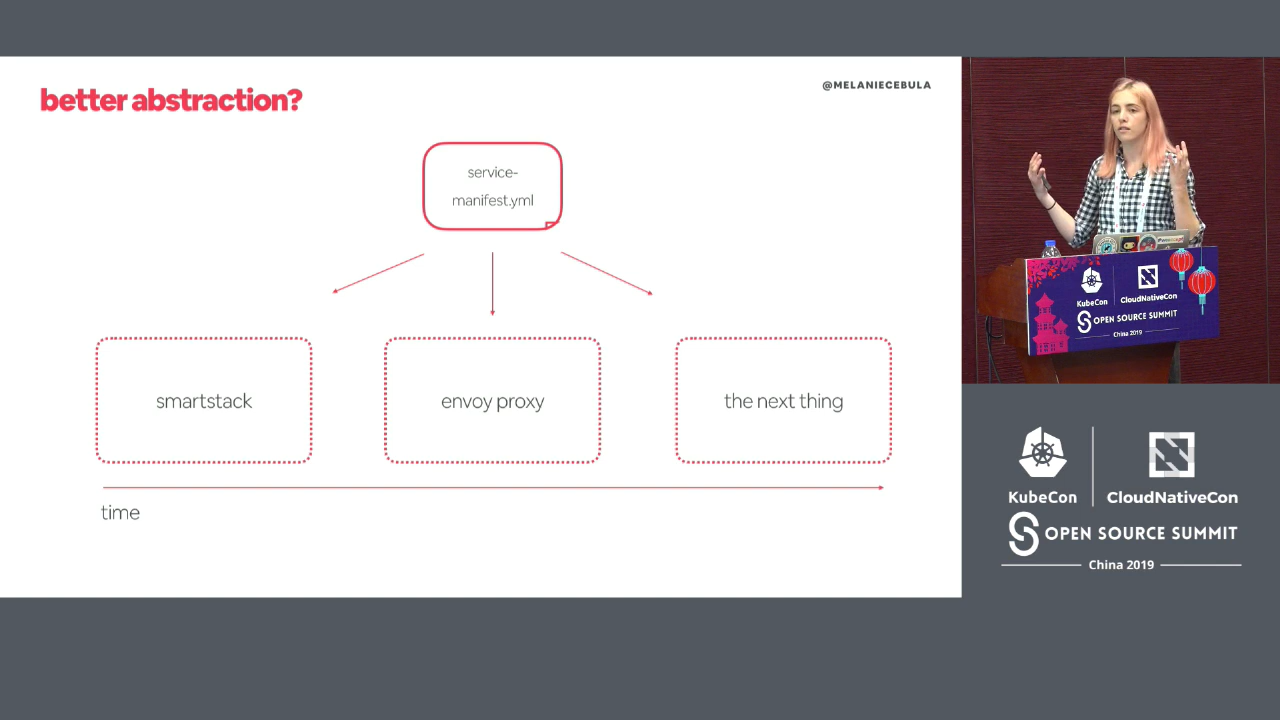 better abstraction?
@MELANIECEBULA
service-
manifest.yml
smartstack
envoy proxy
the next thing
time
KubeCon
CloudNativeCon
OPEN SOURCE SUMMIT
China 2019
KubeCon
CloudNativeCon
OPEN SOURCE SUMMIT
China 2019